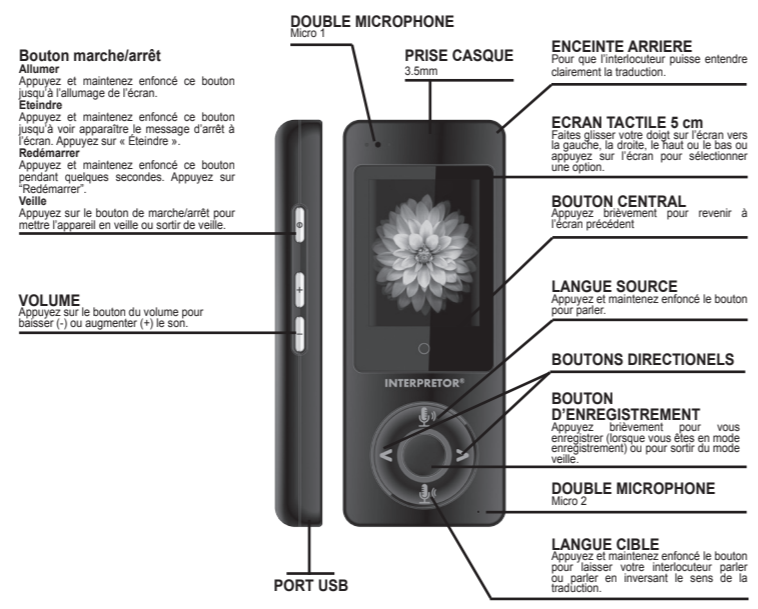 DOUBLE MICROPHONE
Micro 1
Bouton marche/arrêt
Allumer
Appuyez et maintenez enfoncé ce bouton
jusqu'à l'allumage de l'écran.
Eteindre
Appuyez et maintenez enfoncé ce bouton
jusqu'à voir apparaître le message d'arrêt à
l'écran. Appuyez sur « Éteindre ».
Redémarrer
Appuyez et maintenez enfoncé ce bouton
pendant quelques secondes. Appuyez sur
"Redémarrer".
Veille
Appuyez sur le bouton de marche/arrêt pour
mettre l'appareil en veille ou sortir de veille.
VOLUME
Appuyez sur le bouton du volume pour
baisser (-) ou augmenter (+) le son.
+
−
PORT USB
PRISE CASQUE
3.5mm
INTERPRETOR®
ENCEINTE ARRIERE
Pour que l'interlocuteur puisse entendre
clairement la traduction.
ECRAN TACTILE 5 cm
Faites glisser votre doigt sur l'écran vers
la gauche, la droite, le haut ou le bas ou
appuyez sur l'écran pour sélectionner
une option.
BOUTON CENTRAL
Appuyez brièvement pour revenir à
l'écran précédent
LANGUE SOURCE
Appuyez et maintenez enfoncé le bouton
pour parler.
BOUTONS DIRECTIONELS
BOUTON
D'ENREGISTREMENT
Appuyez brièvement pour vous
enregistrer (lorsque vous êtes en mode
enregistrement) ou pour sortir du mode
veille.
DOUBLE MICROPHONE
Micro 2
LANGUE CIBLE
Appuyez et maintenez enfoncé le bouton
pour laisser votre interlocuteur parler
ou parler en inversant le sens de la
traduction.